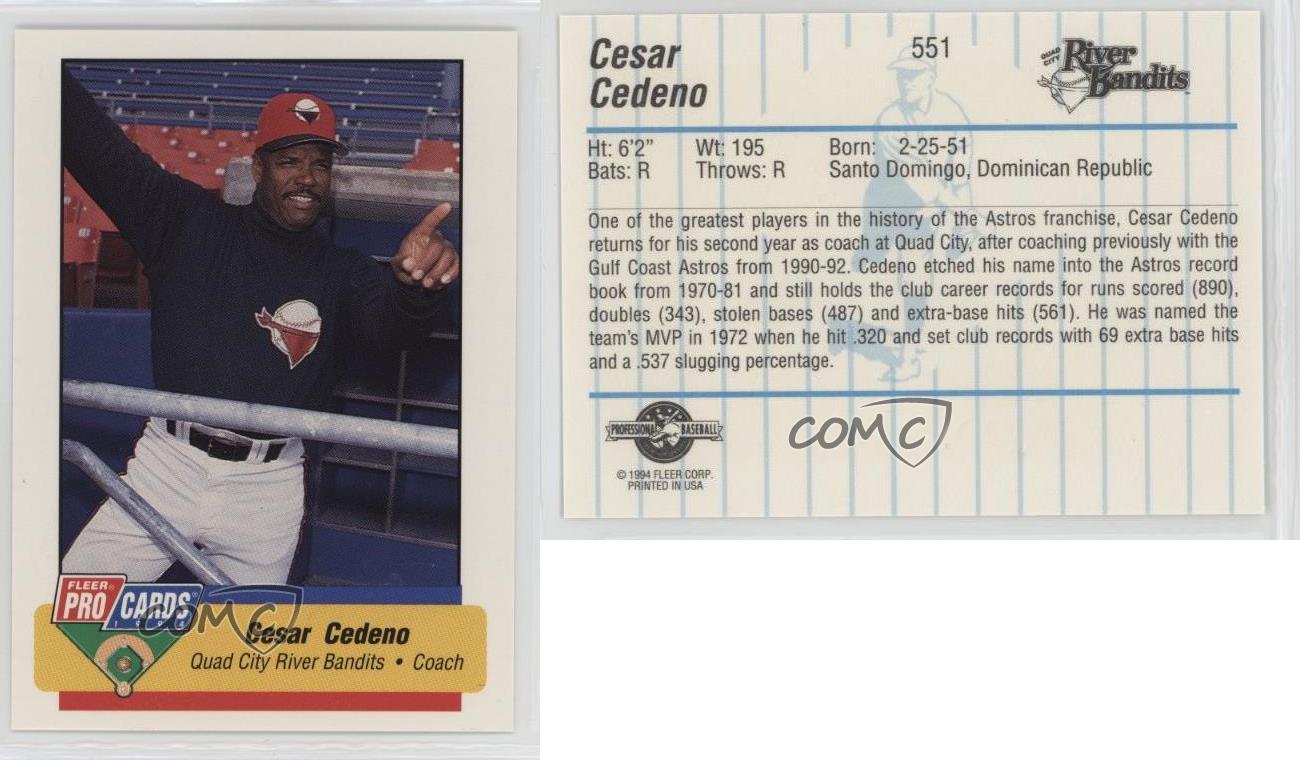 FLEER®
PRO CARDS®
1994
COMC
Cesar Cedeno
Quad City River Bandits • Coach
Cesar
Cedeno
551
QUAD CITY
River
Bandits
Ht: 6'2" Wt: 195 Born: 2-25-51
Bats: R Throws: R Santo Domingo, Dominican Republic
One of the greatest players in the history of the Astros franchise, Cesar Cedeno
returns for his second year as coach at Quad City, after coaching previously with the
Gulf Coast Astros from 1990-92. Cedeno etched his name into the Astros record
book from 1970-81 and still holds the club career records for runs scored (890),
doubles (343), stolen bases (487) and extra-base hits (561). He was named the
team's MVP in 1972 when he hit .320 and set club records with 69 extra base hits
and a .537 slugging percentage.
PROFESSIONAL BASEBALL
© 1994 FLEER CORP.
PRINTED IN USA
COMC